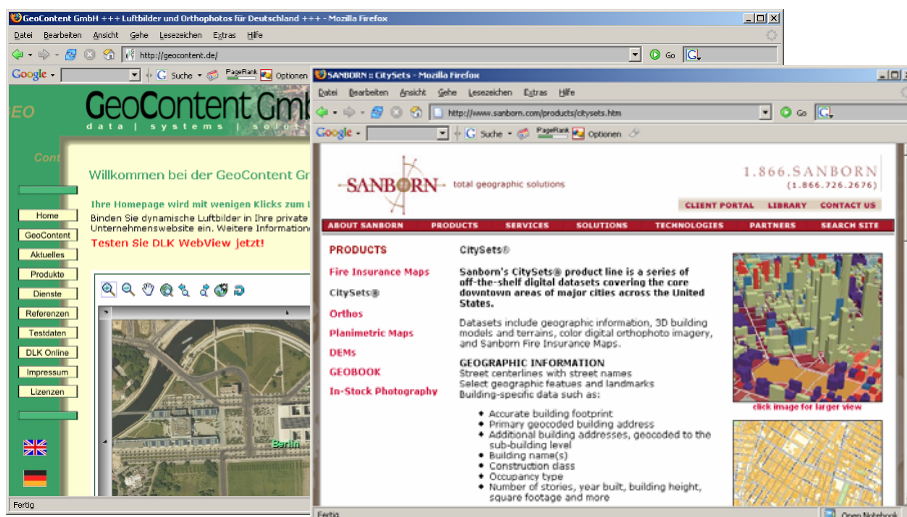 GeoContent GmbH +++ Luftbilder und Orthophotos für Deutschland +++ - Mozilla Firefox
Datei Bearbeiten Ansicht Gehe Lesezeichen Extras Hilfe
http://geocontent.de/
Go
Google - Suche - PageRank Optionen
GEO
GeoContent Gm
data | systems |
Cont
Willkommen bei der GeoContent Gr
Ihre Homepage wird mit wenigen Klicks zum
Binden Sie dynamische Luftbilder in Ihre private
Unternehmenswebsite ein. Weitere Informatione
Testen Sie DLK WebView jetzt!
Home
GeoContent
Aktuelles
Produkte
Dienste
Referenzen
Testdaten
DLK Online
Impressum
Lizenzen
Berlin
Fertig
SANBORN :: CitySets - Mozilla Firefox
Datei Bearbeiten Ansicht Gehe Lesezeichen Extras Hilfe
http://www.sanborn.com/products/citysets.htm
Go
Google - Suche - PageRank Optionen
SANBORN total geographic solutions
1.866.SANBORN
(1.866.726.2676)
CLIENT PORTAL LIBRARY CONTACT US
ABOUT SANBORN PRODUCTS SERVICES SOLUTIONS TECHNOLOGIES PARTNERS SEARCH SITE
PRODUCTS
Fire Insurance Maps
CitySets®
Orthos
Planimetric Maps
DEMs
GEOBOOK
In-Stock Photography
CitySets®
Sanborn's CitySets® product line is a series of
off-the-shelf digital datasets covering the core
downtown areas of major cities across the United
States.
Datasets include geographic information, 3D building
models and terrains, color digital orthophoto imagery,
and Sanborn Fire Insurance Maps.
GEOGRAPHIC INFORMATION
Street centerlines with street names
Select geographic featues and landmarks
Building-specific data such as:
Accurate building footprint
Primary geocoded building address
Additional building addresses, geocoded to the
sub-building level
Building name(s)
Construction class
Occupancy type
Number of stories, year built, building height,
square footage and more
click image for larger view
Fertig
Open Notebook